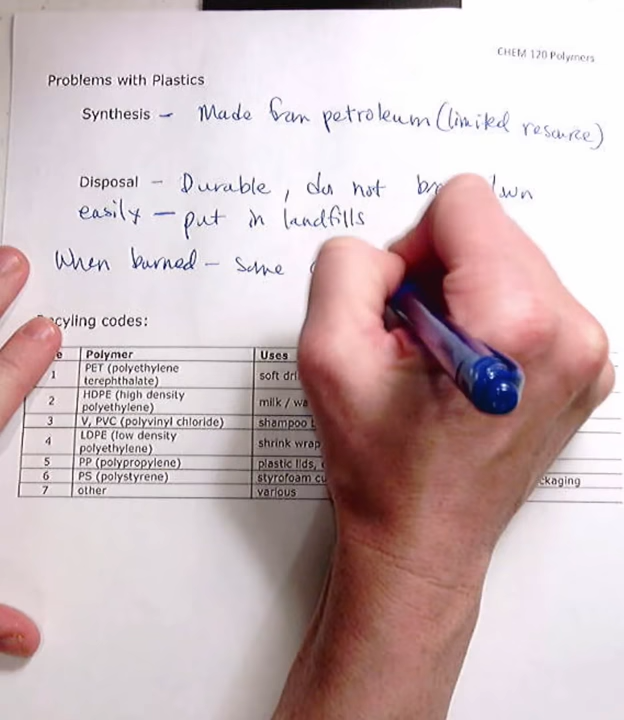 CHEM 120 Polymers
Problems with Plastics
Synthesis – Made from petroleum (limited resource)
Disposal – Durable, do not
easily – put in landfills
When burned – some
cyling codes:
Polymer Uses
1 PET (polyethylene terephthalate) soft
2 HDPE (high density polyethylene) milk /
3 V, PVC (polyvinyl chloride) shampoo
4 LDPE (low density polyethylene) shrink wrap
5 PP (polypropylene) plastic lids,
6 PS (polystyrene) styrofoam ckaging
7 other various